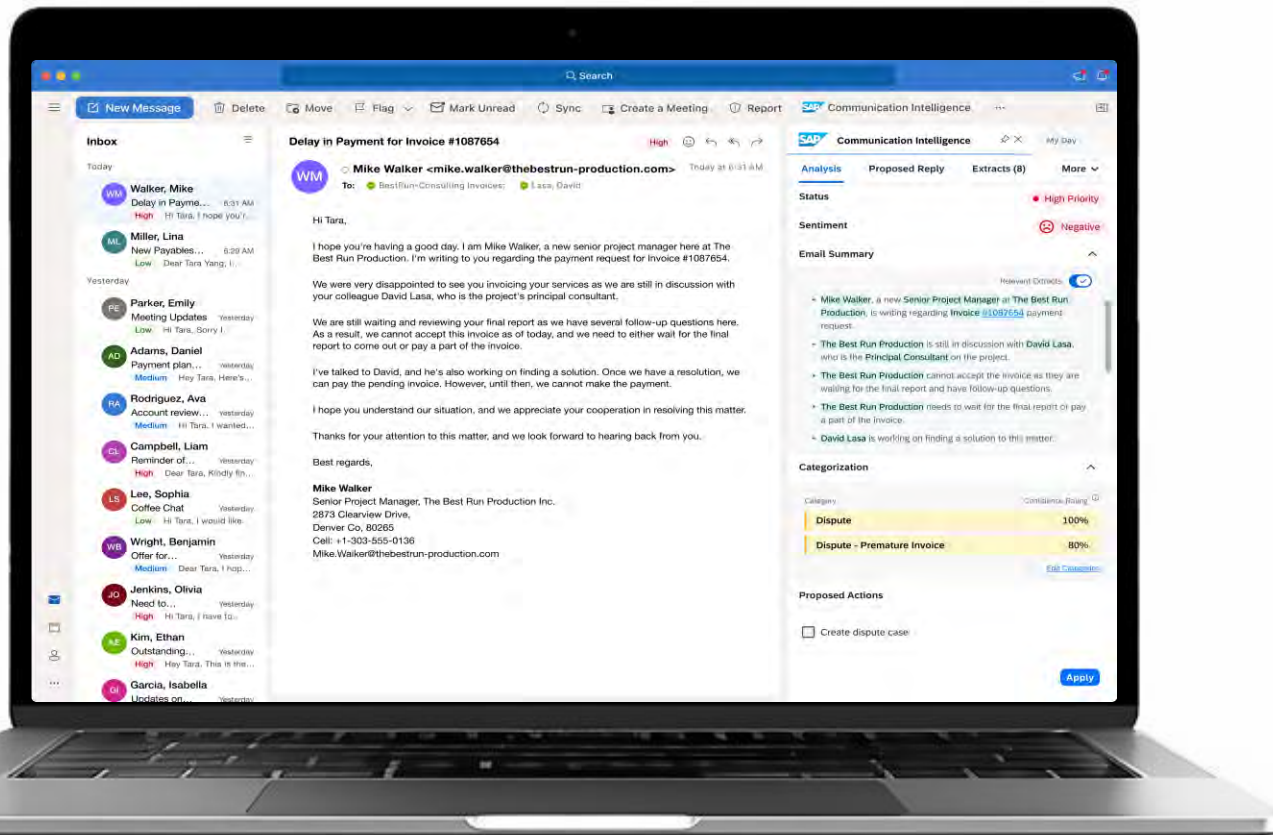 Search
New Message Delete Move Flag Mark Unread Sync Create a Meeting Report SAP Communication Intelligence ...
Inbox
Today
WM Walker, Mike
Delay in Payme... 6:31 AM
High Hi Tara, I hope you'r...
ML Miller, Lina
New Payables... 6:29 AM
Low Dear Tara Yang, I...
Yesterday
PE Parker, Emily
Meeting Updates Yesterday
Low Hi Tara, Sorry I
AD Adams, Daniel
Payment plan... Yesterday
Medium Hey Tara, Here's...
RA Rodriguez, Ava
Account review... Yesterday
Medium Hi Tara, I wanted...
CL Campbell, Liam
Reminder of... Yesterday
High Dear Tara, Kindly fin...
LS Lee, Sophia
Coffee Chat Yesterday
Low Hi Tara, I would like
WB Wright, Benjamin
Offer for... Yesterday
Medium Dear Tara, I hop...
JO Jenkins, Olivia
Need to... Yesterday
High Hi Tara, I have to...
AE Kim, Ethan
Outstanding... Yesterday
High Hey Tara, This is the...
GI Garcia, Isabella
Updates on... Yesterday
Delay in Payment for Invoice #1087654 High
WM Mike Walker <mike.walker@thebestrun-production.com> Today at 6:31 AM
To: BestRun-Consulting Invoices; Lasa, David
Hi Tara,
I hope you're having a good day. I am Mike Walker, a new senior project manager here at The
Best Run Production. I'm writing to you regarding the payment request for Invoice #1087654.
We were very disappointed to see you invoicing your services as we are still in discussion with
your colleague David Lasa, who is the project's principal consultant.
We are still waiting and reviewing your final report as we have several follow-up questions here.
As a result, we cannot accept this invoice as of today, and we need to either wait for the final
report to come out or pay a part of the invoice.
I've talked to David, and he's also working on finding a solution. Once we have a resolution, we
can pay the pending invoice. However, until then, we cannot make the payment.
I hope you understand our situation, and we appreciate your cooperation in resolving this matter.
Thanks for your attention to this matter, and we look forward to hearing back from you.
Best regards,
Mike Walker
Senior Project Manager, The Best Run Production Inc.
2873 Clearview Drive,
Denver Co, 80265
Cell: +1-303-555-0136
Mike.Walker@thebestrun-production.com
SAP Communication Intelligence My Day
Analysis Proposed Reply Extracts (8) More
Status High Priority
Sentiment Negative
Email Summary
Relevant Extracts
Mike Walker, a new Senior Project Manager at The Best Run
Production, is writing regarding Invoice #1087654 payment
request.
The Best Run Production is still in discussion with David Lasa,
who is the Principal Consultant on the project.
The Best Run Production cannot accept the invoice as they are
waiting for the final report and have follow-up questions.
The Best Run Production needs to wait for the final report or pay
a part of the invoice.
David Lasa is working on finding a solution to this matter.
Categorization
Category Confidence Rating
Dispute 100%
Dispute - Premature Invoice 80%
Edit Categories
Proposed Actions
Create dispute case
Apply